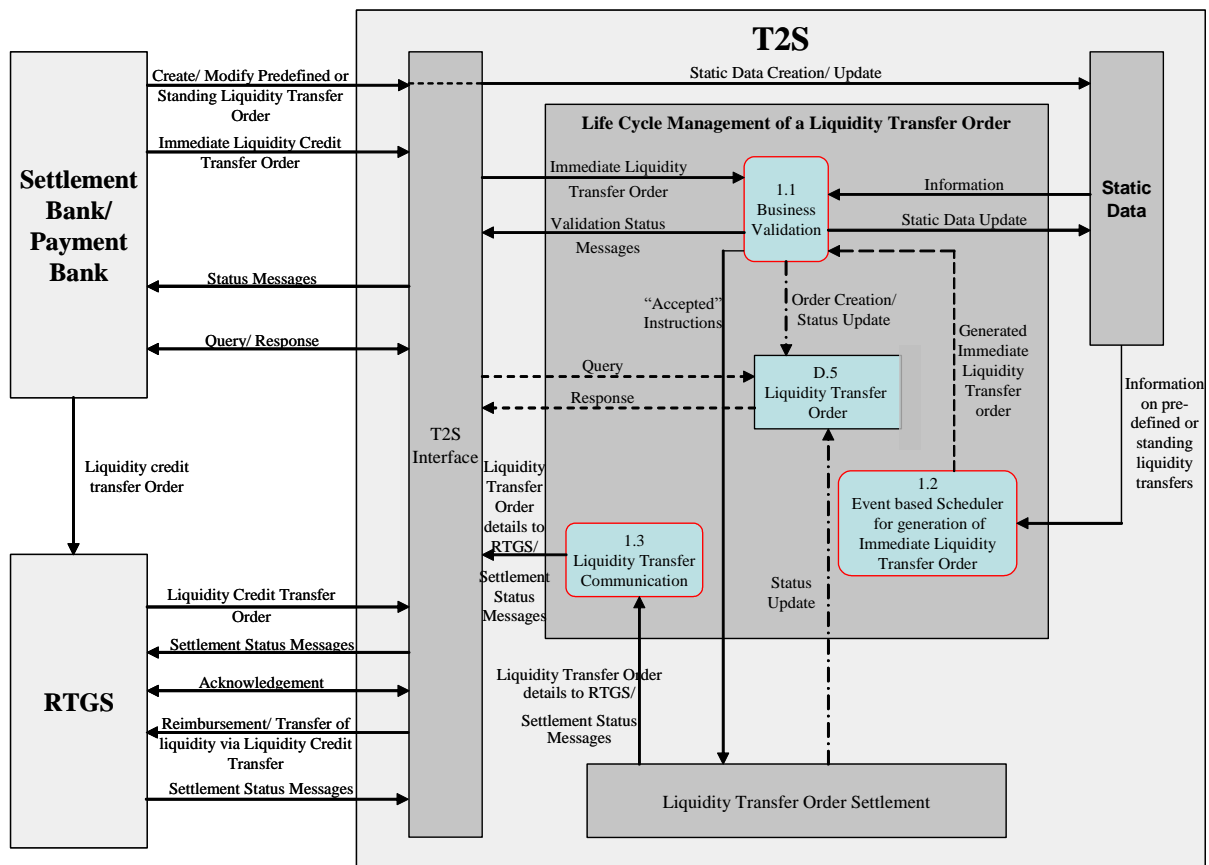 T2S
Create/ Modify Predefined or
Standing Liquidity Transfer
Order
Static Data Creation/ Update
Immediate Liquidity Credit
Transfer Order
Settlement
Bank/
Payment
Bank
Status Messages
Query/ Response
Liquidity credit
transfer Order
RTGS
Liquidity Credit Transfer
Order
Settlement Status Messages
Acknowledgement
Reimbursement/ Transfer of
liquidity via Liquidity Credit
Transfer
Settlement Status Messages
T2S
Interface
Life Cycle Management of a Liquidity Transfer Order
Immediate Liquidity
Transfer Order
Validation Status
Messages
1.1
Business
Validation
Information
Static Data Update
Static
Data
“Accepted”
Instructions
Order Creation/
Status Update
Generated
Immediate
Liquidity
Transfer
order
Query
Response
D.5
Liquidity Transfer
Order
Information
on pre-
defined or
standing
liquidity
transfers
Liquidity
Transfer
Order
details to
RTGS/
Settlement
Status
Messages
1.3
Liquidity Transfer
Communication
1.2
Event based Scheduler
for generation of
Immediate Liquidity
Transfer Order
Status
Update
Liquidity Transfer Order
details to RTGS/
Settlement Status
Messages
Liquidity Transfer Order Settlement